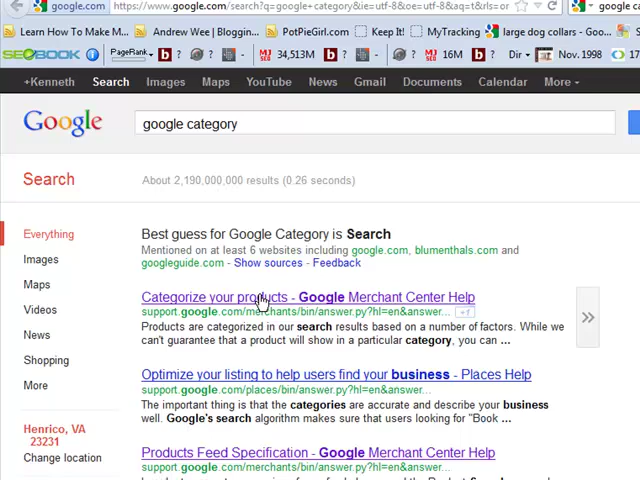 google.com
https://www.google.com/search?q=google+category&ie=utf-8&oe=utf-8&aq=t&rls=or
google c
Learn How To Make M...
Andrew Wee | Bloggin...
PotPieGirl.com
Keep It!
MyTracking
large dog collars - Goo...
SEOBOOK
PageRank
34,513M
16M
Dir
Nov. 1998
17
+Kenneth Search Images Maps YouTube News Gmail Documents Calendar More
Google
google category
Search
About 2,190,000,000 results (0.26 seconds)
Everything
Images
Maps
Videos
News
Shopping
More
Henrico, VA
23231
Change location
Best guess for Google Category is Search
Mentioned on at least 6 websites including google.com, blumenthals.com and
googleguide.com - Show sources - Feedback
Categorize your products - Google Merchant Center Help
support.google.com/merchants/bin/answer.py?hl=en&answer...
+1
Products are categorized in our search results based on a number of factors. While we
can't guarantee that a product will show in a particular category, you can ...
»
Optimize your listing to help users find your business - Places Help
support.google.com/places/bin/answer.py?hl=en&answer...
The important thing is that the categories are accurate and describe your business
well. Google's search algorithm makes sure that users looking for "Book ...
Products Feed Specification - Google Merchant Center Help
support.google.com/merchants/bin/answer.py?hl=en&answer...